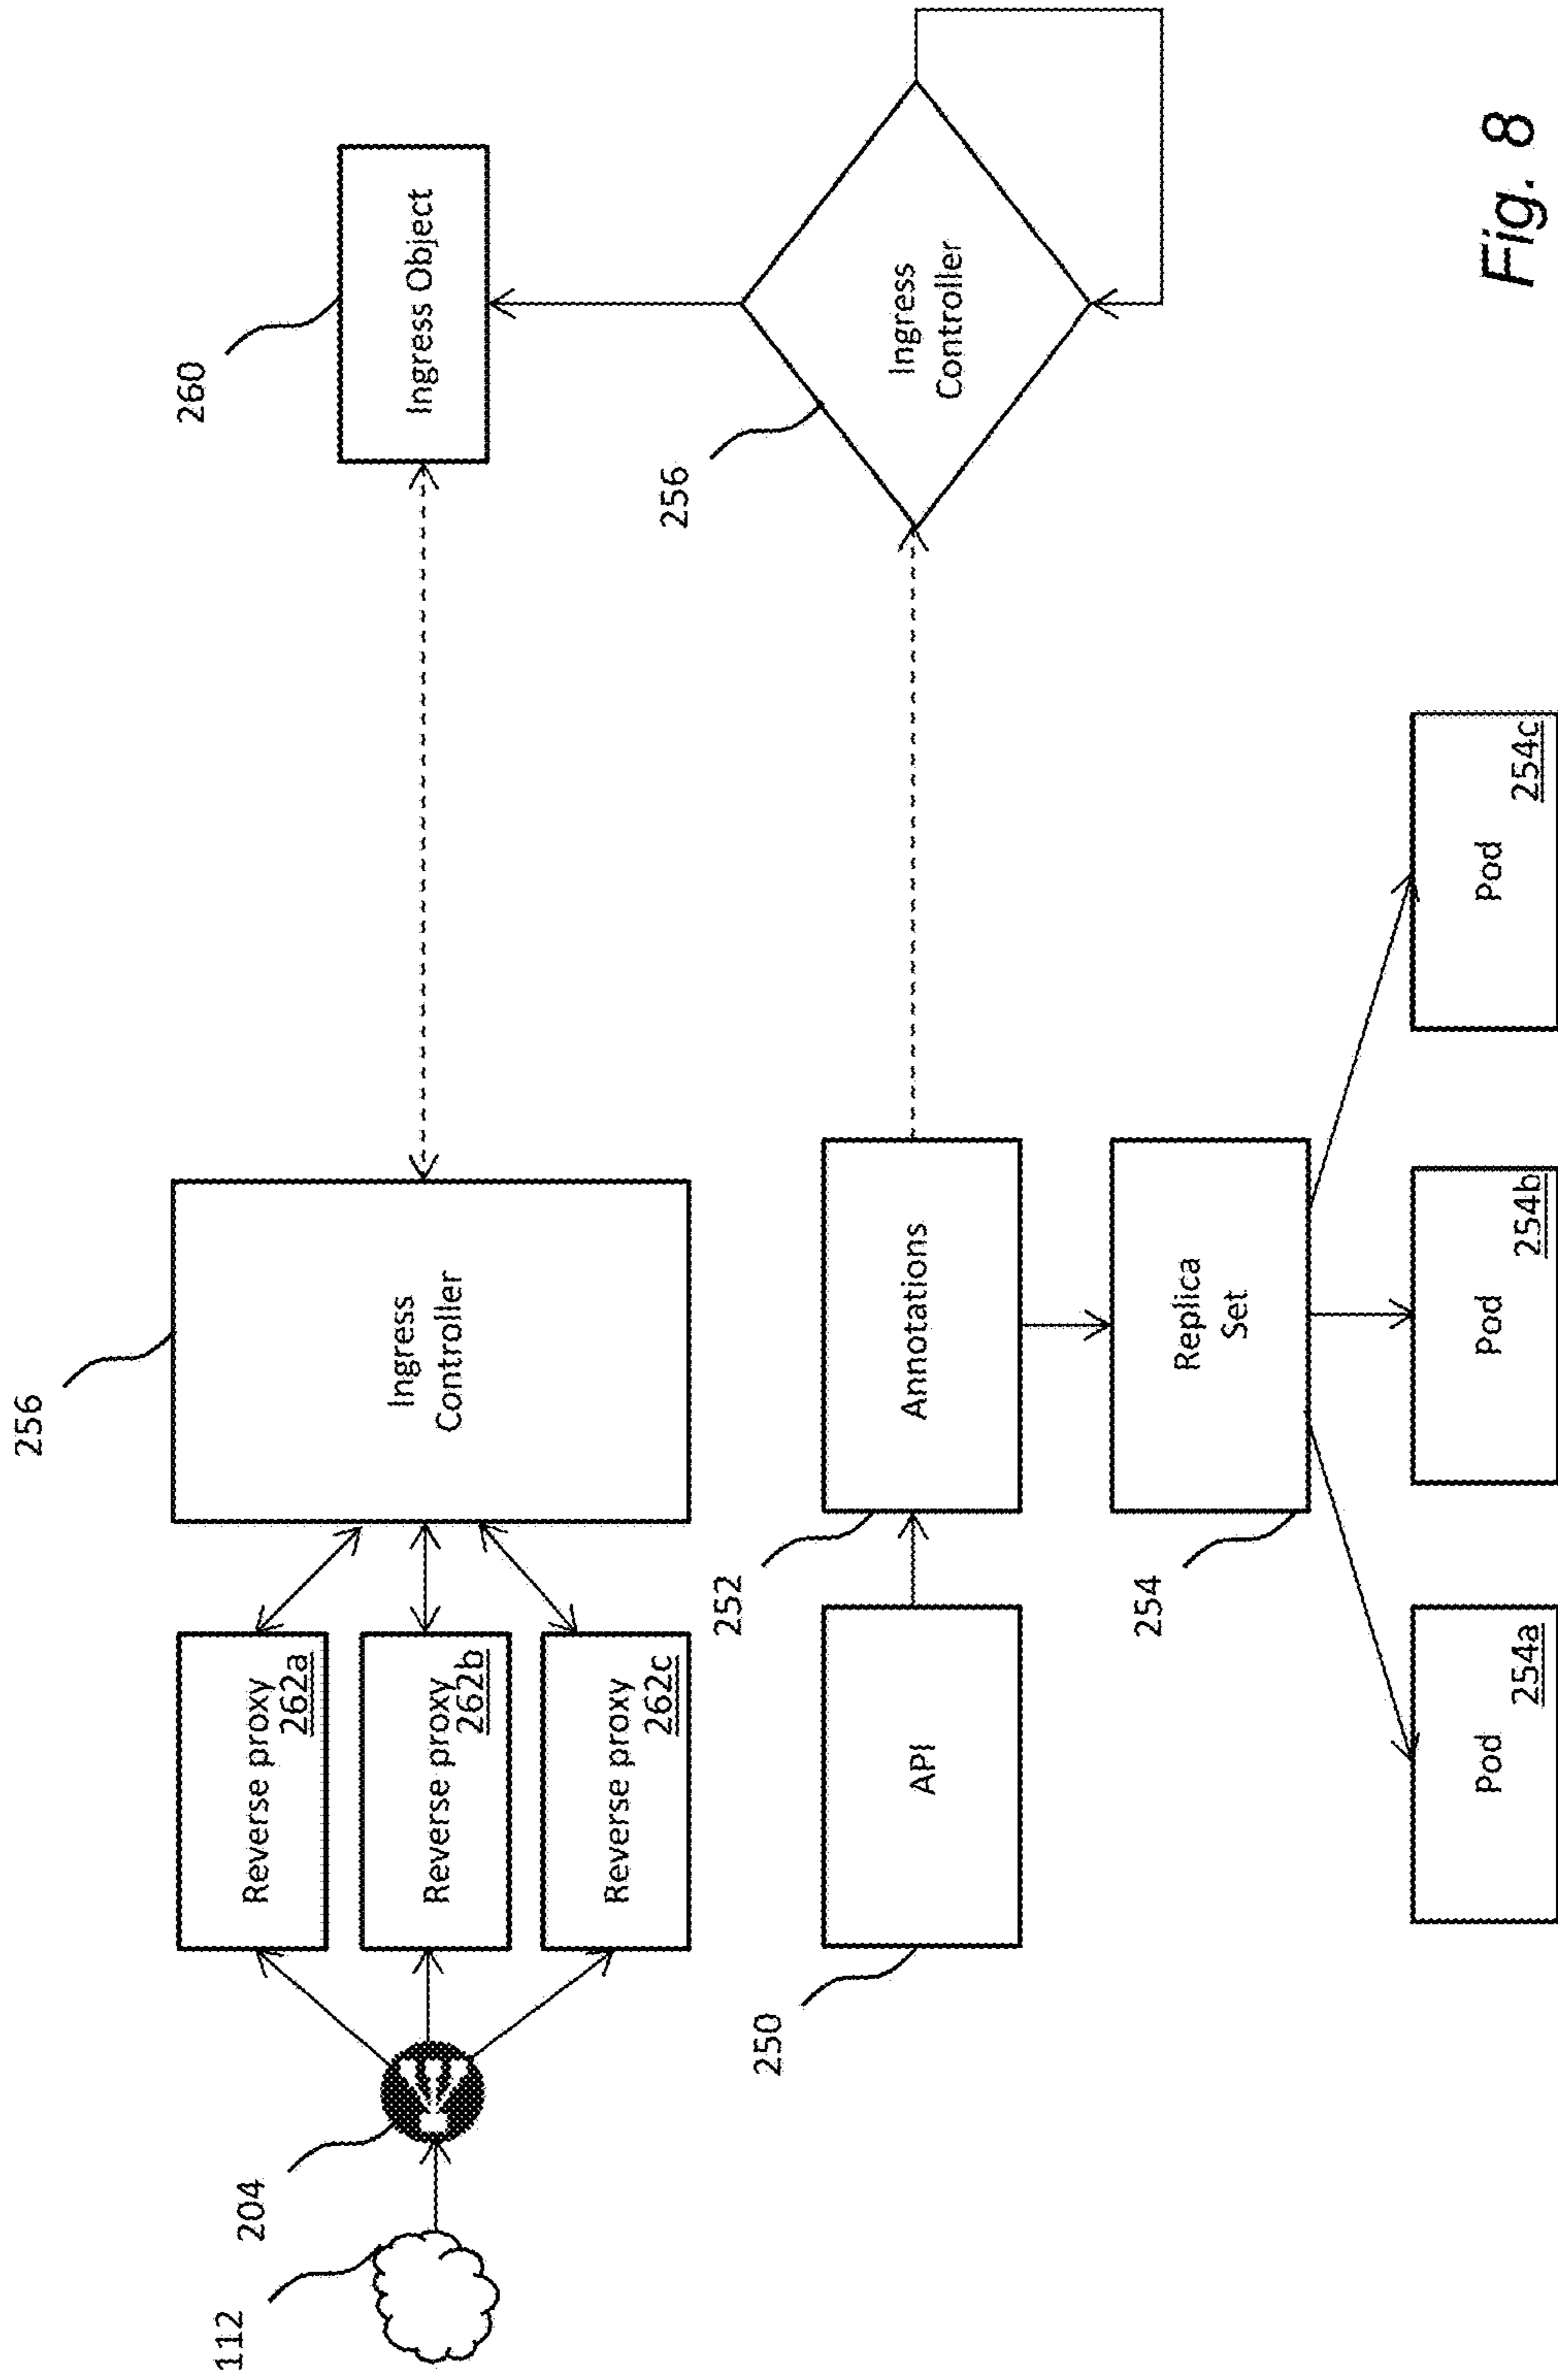 256
260
Reverse proxy
262a
Reverse proxy
262b
Reverse proxy
262c
Ingress
Controller
Ingress Object
204
112
256
Ingress
Controller
252
250
API
Annotations
254
Replica
Set
Pod
254a
Pod
254b
Pod
254c
Fig. 8